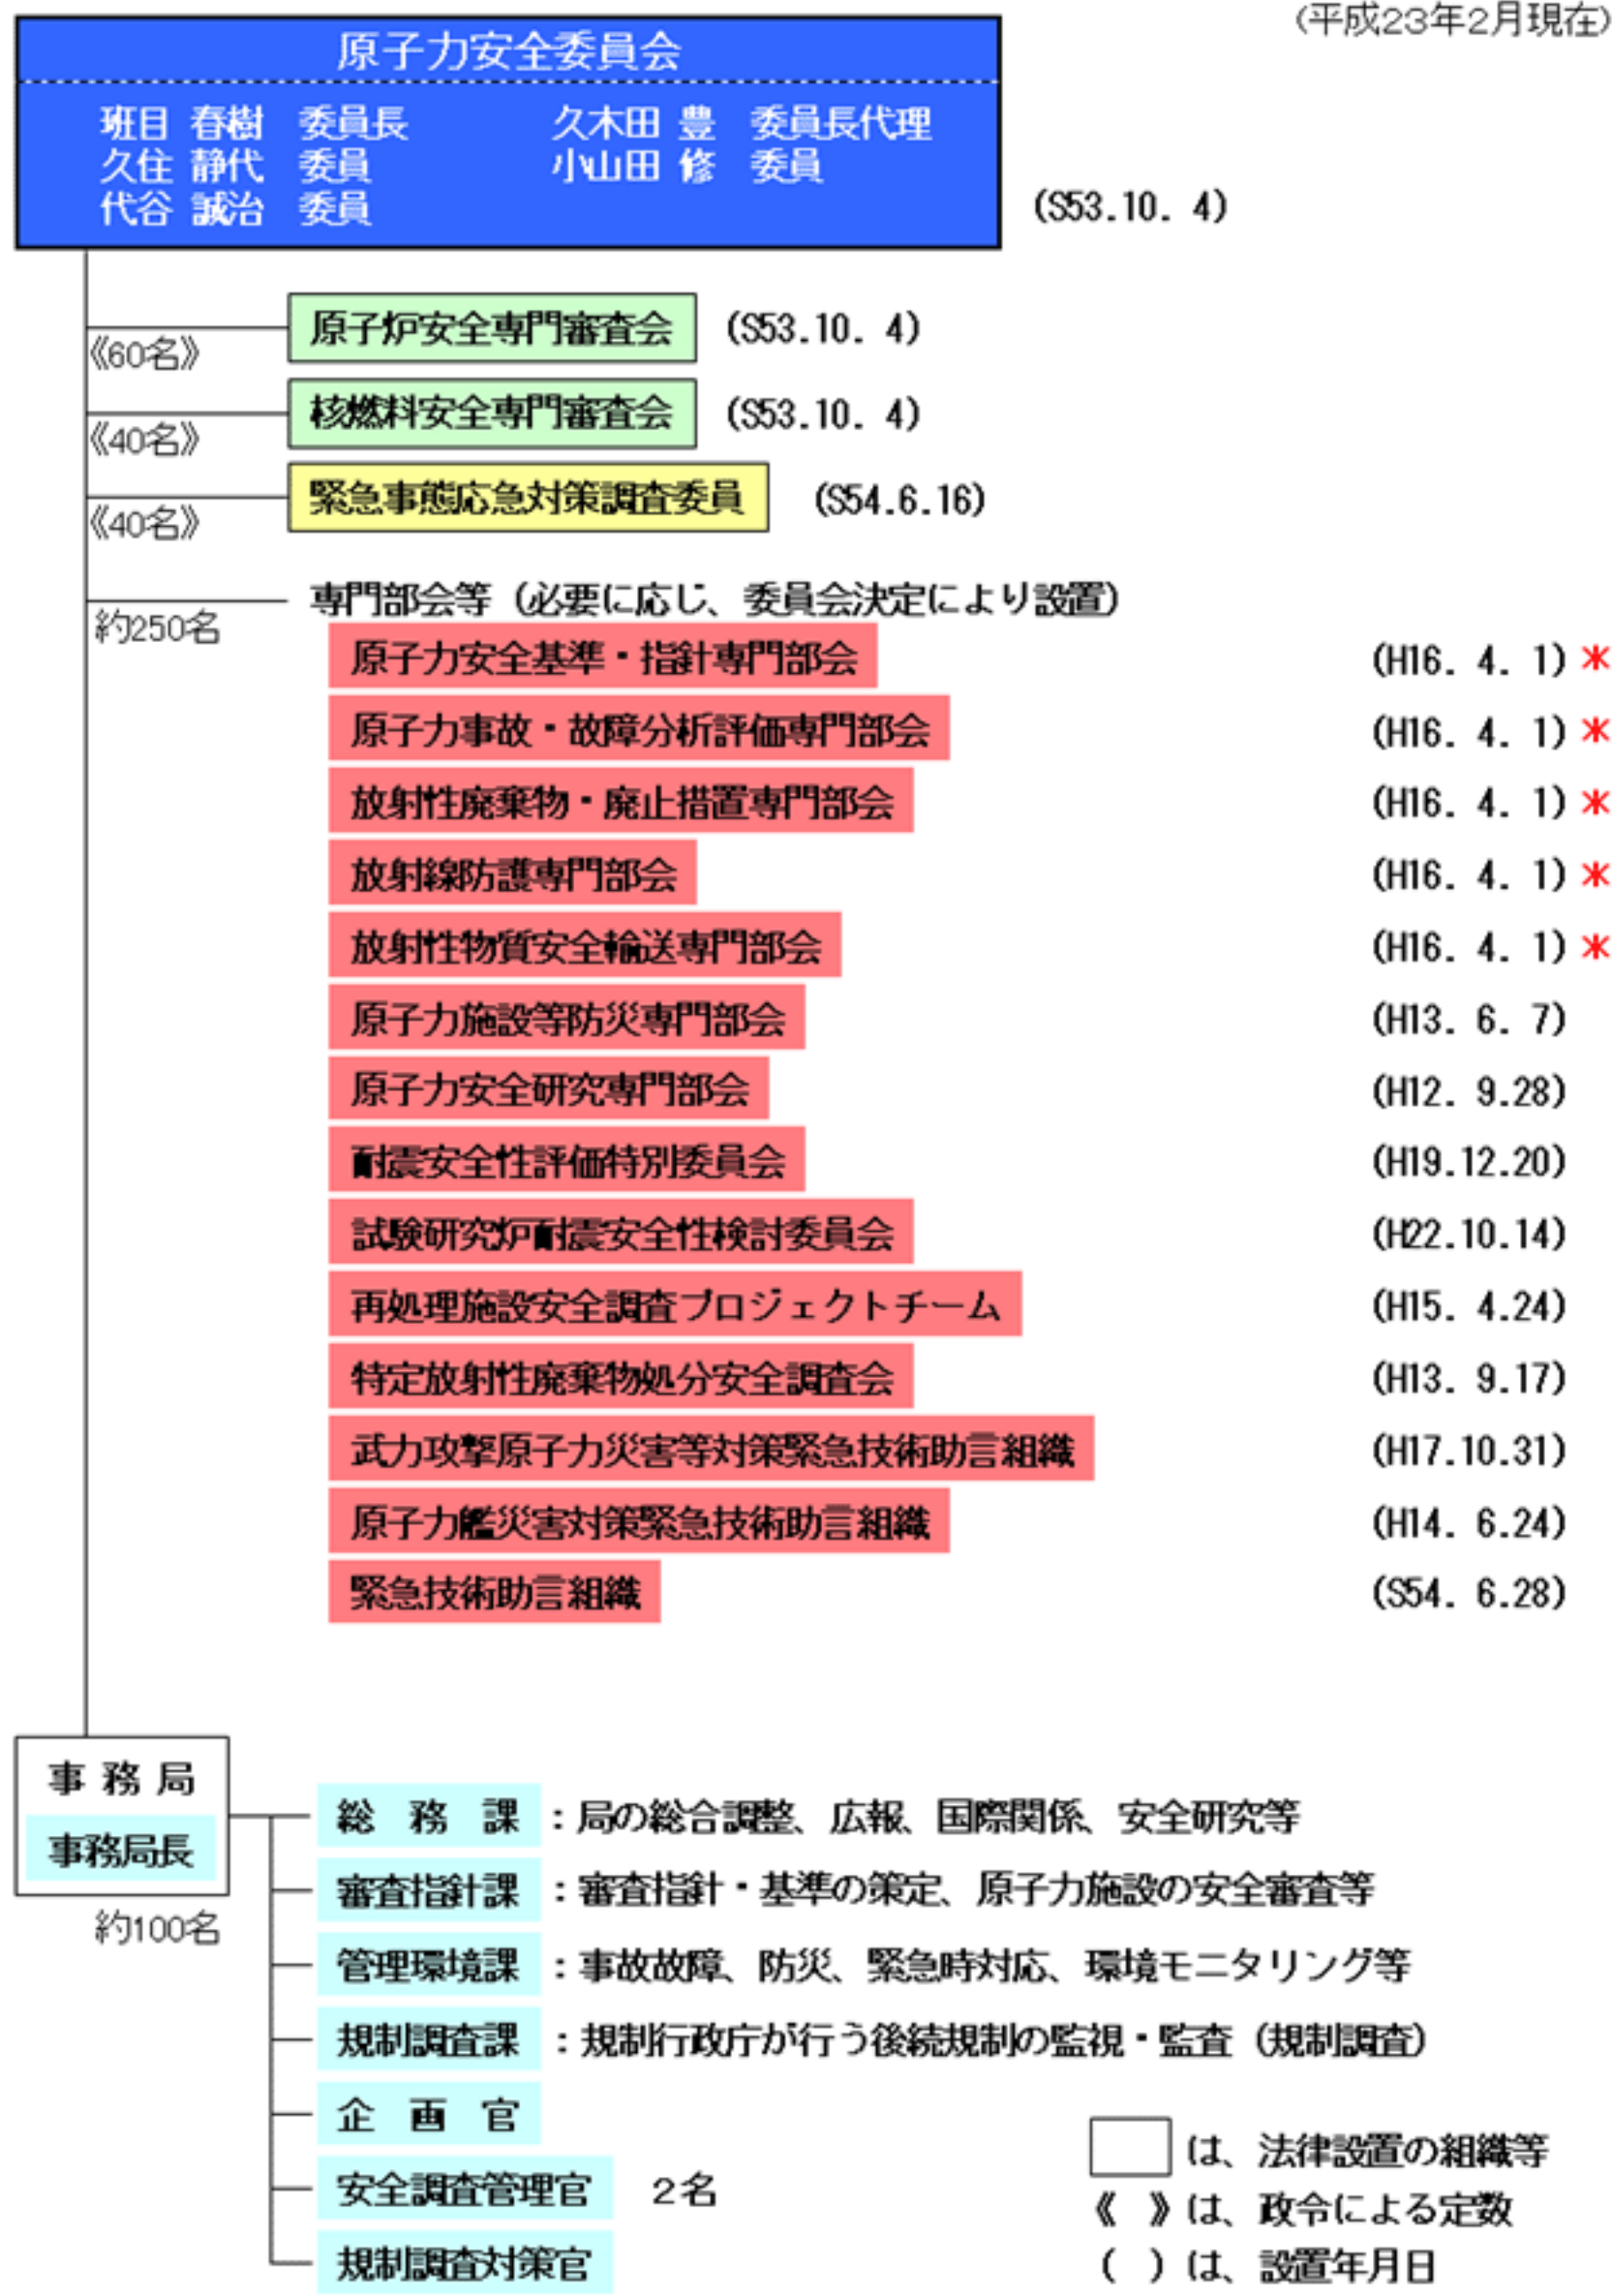 (平成23年2月現在)
原子力安全委員会
班目 春樹 委員長 久木田 豊 委員長代理
久住 静代 委員 小山田 修 委員
代谷 誠治 委員
(S53.10. 4)
原子炉安全専門審査会 (S53.10. 4)
《60名》
核燃料安全専門審査会 (S53.10. 4)
《40名》
緊急事態応急対策調査委員 (S54.6.16)
《40名》
専門部会等（必要に応じ、委員会決定により設置）
約250名
原子力安全基準・指針専門部会 (H16. 4. 1) *
原子力事故・故障分析評価専門部会 (H16. 4. 1) *
放射性廃棄物・廃止措置専門部会 (H16. 4. 1) *
放射線防護専門部会 (H16. 4. 1) *
放射性物質安全輸送専門部会 (H16. 4. 1) *
原子力施設等防災専門部会 (H13. 6. 7)
原子力安全研究専門部会 (H12. 9.28)
耐震安全性評価特別委員会 (H19.12.20)
試験研究炉耐震安全性検討委員会 (H22.10.14)
再処理施設安全調査プロジェクトチーム (H15. 4.24)
特定放射性廃棄物処分安全調査会 (H13. 9.17)
武力攻撃原子力災害等対策緊急技術助言組織 (H17.10.31)
原子力艦災害対策緊急技術助言組織 (H14. 6.24)
緊急技術助言組織 (S54. 6.28)
事務局
事務局長
約100名
総務課：局の総合調整、広報、国際関係、安全研究等
審査指針課：審査指針・基準の策定、原子力施設の安全審査等
管理環境課：事故故障、防災、緊急時対応、環境モニタリング等
規制調査課：規制行政庁が行う後続規制の監視・監査（規制調査）
企画官
安全調査管理官 2名
規制調査対策官
は、法律設置の組織等
《 》は、政令による定数
( )は、設置年月日